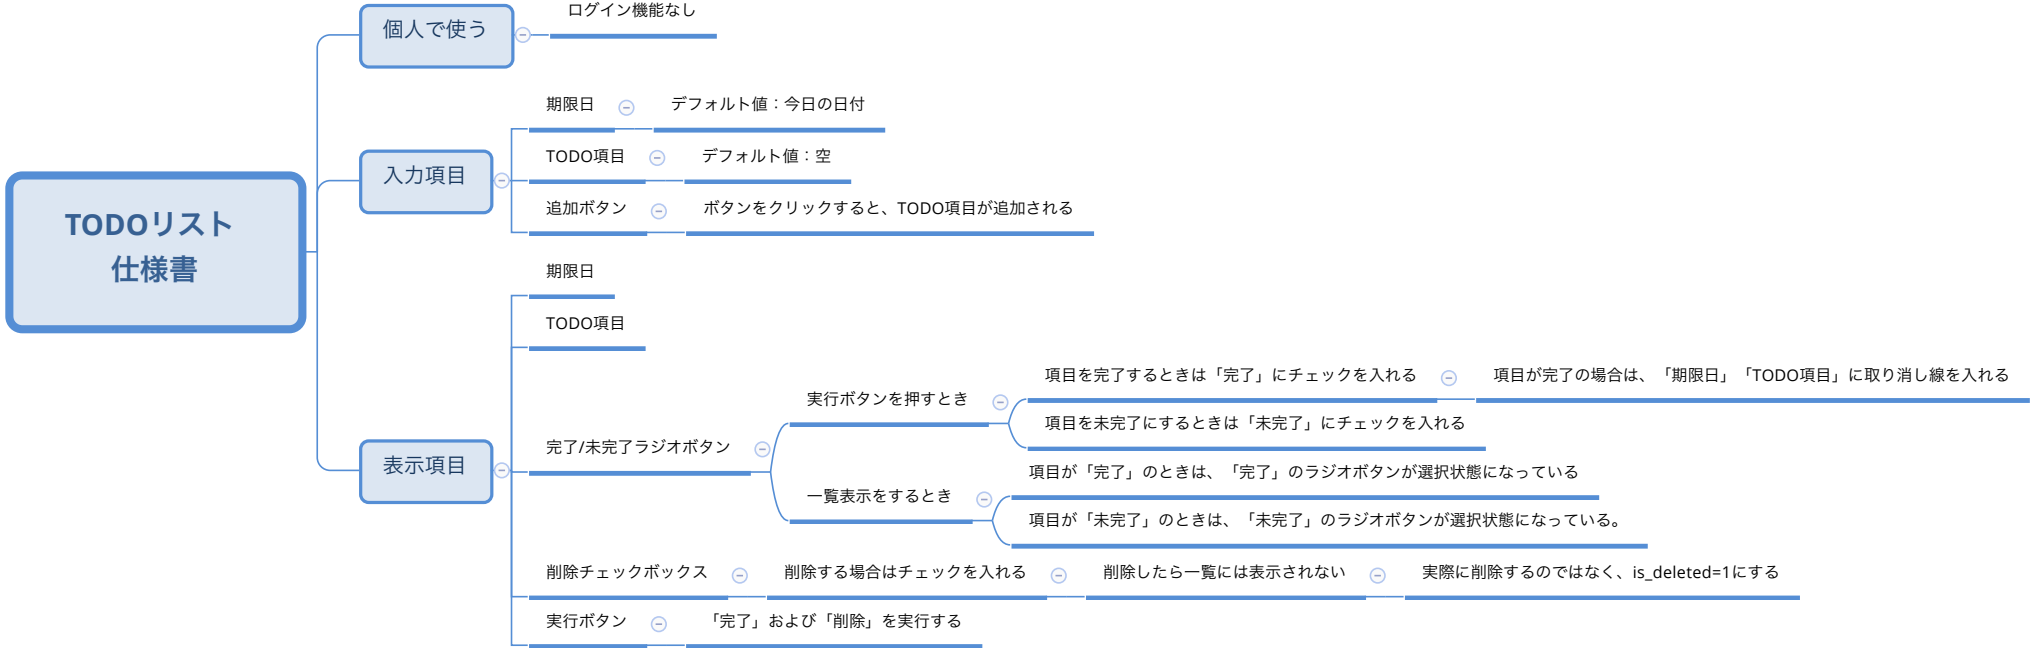 TODOリスト
仕様書
個人で使う
ログイン機能なし
入力項目
期限日
デフォルト値：今日の日付
TODO項目
デフォルト値：空
追加ボタン
ボタンをクリックすると、TODO項目が追加される
表示項目
期限日
TODO項目
完了/未完了ラジオボタン
実行ボタンを押すとき
項目を完了するときは「完了」にチェックを入れる
項目が完了の場合は、「期限日」「TODO項目」に取り消し線を入れる
項目を未完了にするときは「未完了」にチェックを入れる
一覧表示をするとき
項目が「完了」のときは、「完了」のラジオボタンが選択状態になっている
項目が「未完了」のときは、「未完了」のラジオボタンが選択状態になっている。
削除チェックボックス
削除する場合はチェックを入れる
削除したら一覧には表示されない
実際に削除するのではなく、is_deleted=1にする
実行ボタン
「完了」および「削除」を実行する